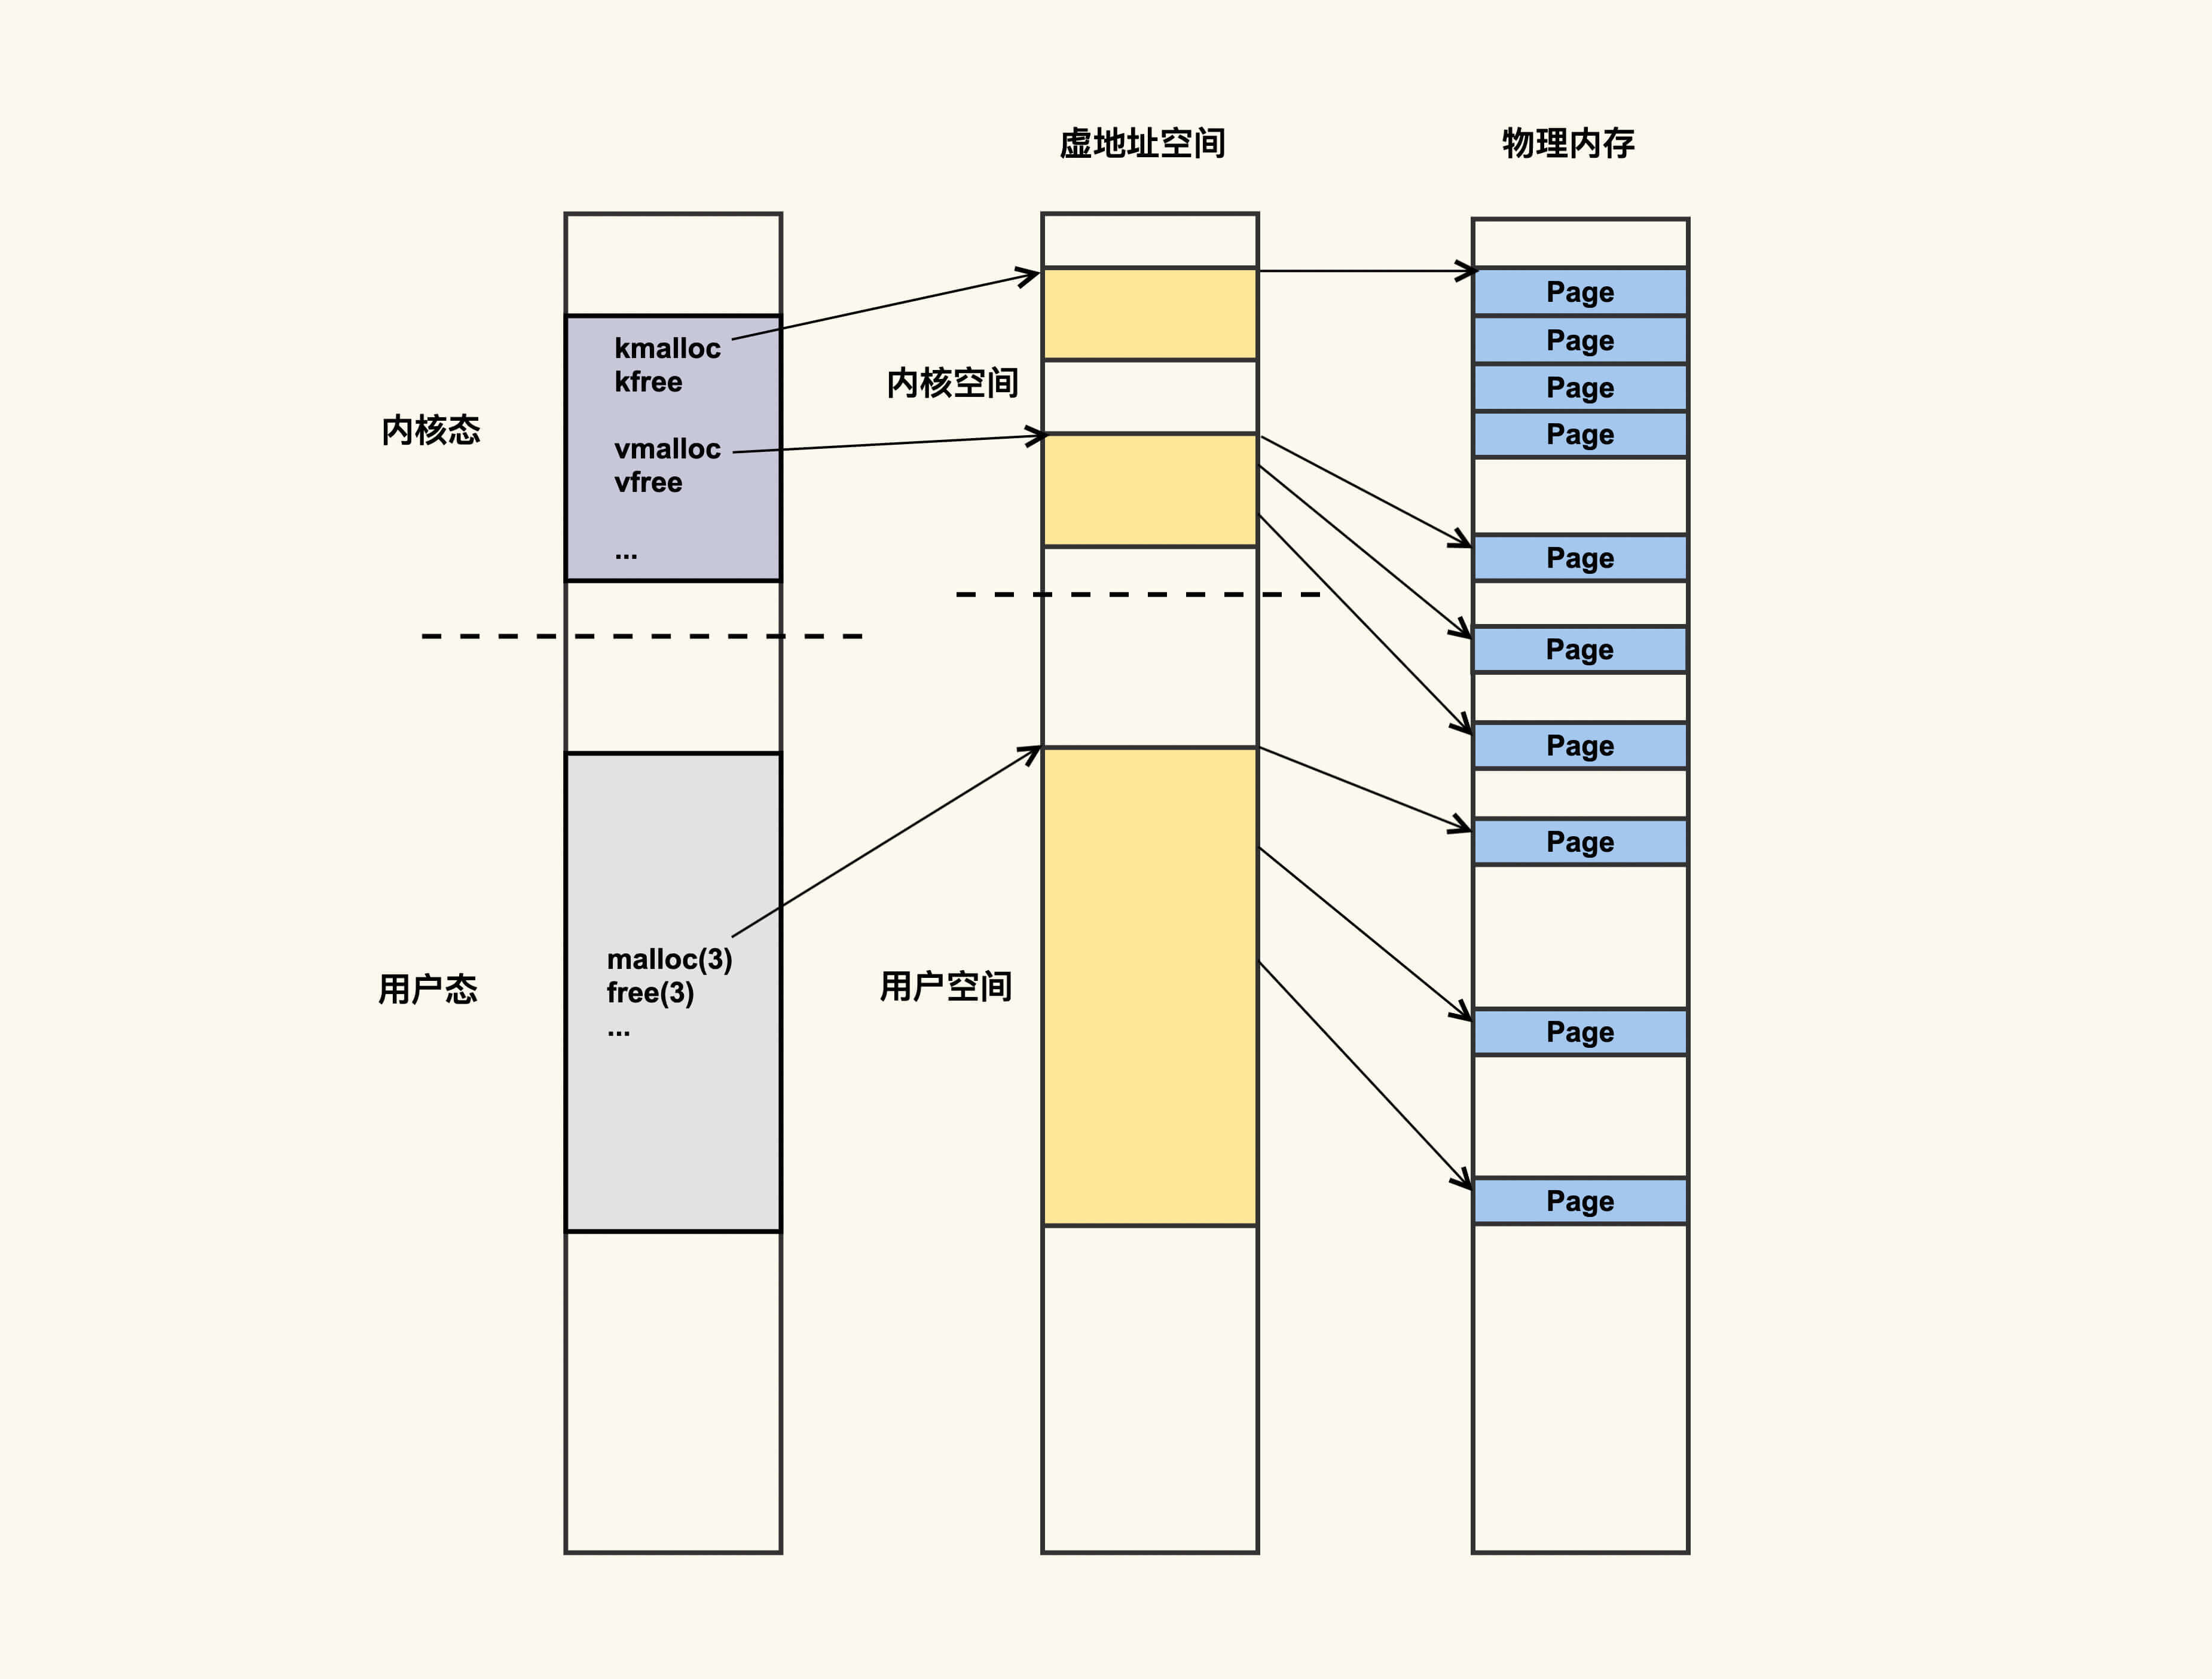 虚地址空间
物理内存
内核态
kmalloc
kfree
vmalloc
vfree
...
内核空间
用户态
malloc(3)
free(3)
...
用户空间
Page
Page
Page
Page
Page
Page
Page
Page
Page
Page